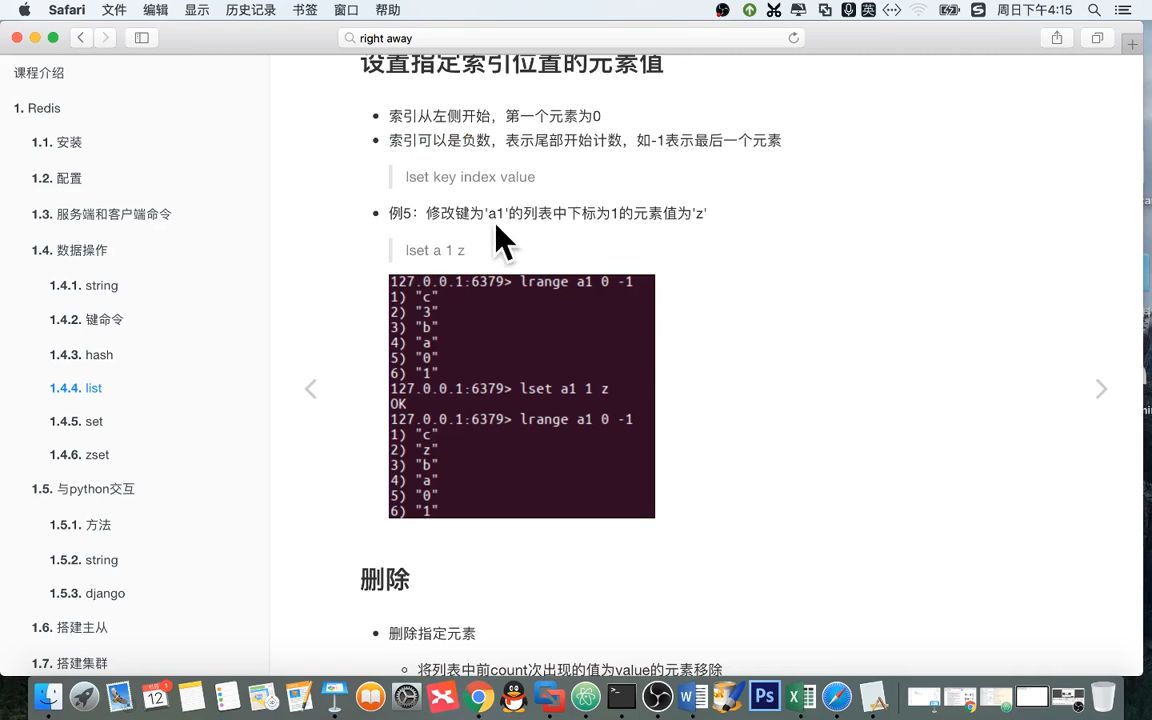 Safari 文件 编辑 显示 历史记录 书签 窗口 帮助 英 周日下午4:15
right away
课程介绍
1. Redis
1.1. 安装
1.2. 配置
1.3. 服务端和客户端命令
1.4. 数据操作
1.4.1. string
1.4.2. 键命令
1.4.3. hash
1.4.4. list
1.4.5. set
1.4.6. zset
1.5. 与python交互
1.5.1. 方法
1.5.2. string
1.5.3. django
1.6. 搭建主从
1.7. 搭建集群
设置指定索引位置的元素值
索引从左侧开始，第一个元素为0
索引可以是负数，表示尾部开始计数，如-1表示最后一个元素
lset key index value
例5：修改键为'a1'的列表中下标为1的元素值为'z'
lset a 1 z
127.0.0.1:6379> lrange a1 0 -1
1) "c"
2) "3"
3) "b"
4) "a"
5) "0"
6) "1"
127.0.0.1:6379> lset a1 1 z
OK
127.0.0.1:6379> lrange a1 0 -1
1) "c"
2) "z"
3) "b"
4) "a"
5) "0"
6) "1"
删除
删除指定元素
将列表中前count次出现的值为value的元素移除
12
1
Ps